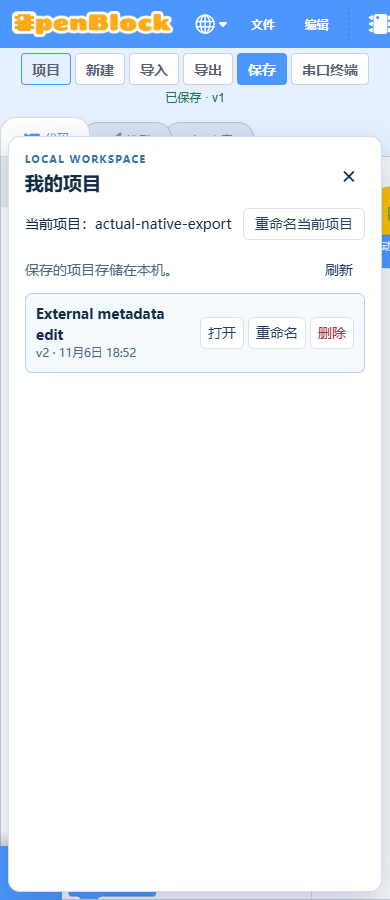 OpenBlock
文件
编辑
项目
新建
导入
导出
保存
串口终端
已保存 · v1
LOCAL WORKSPACE
我的项目
当前项目：actual-native-export
重命名当前项目
保存的项目存储在本机。
刷新
External metadata
edit
v2 · 11月6日 18:52
打开
重命名
删除